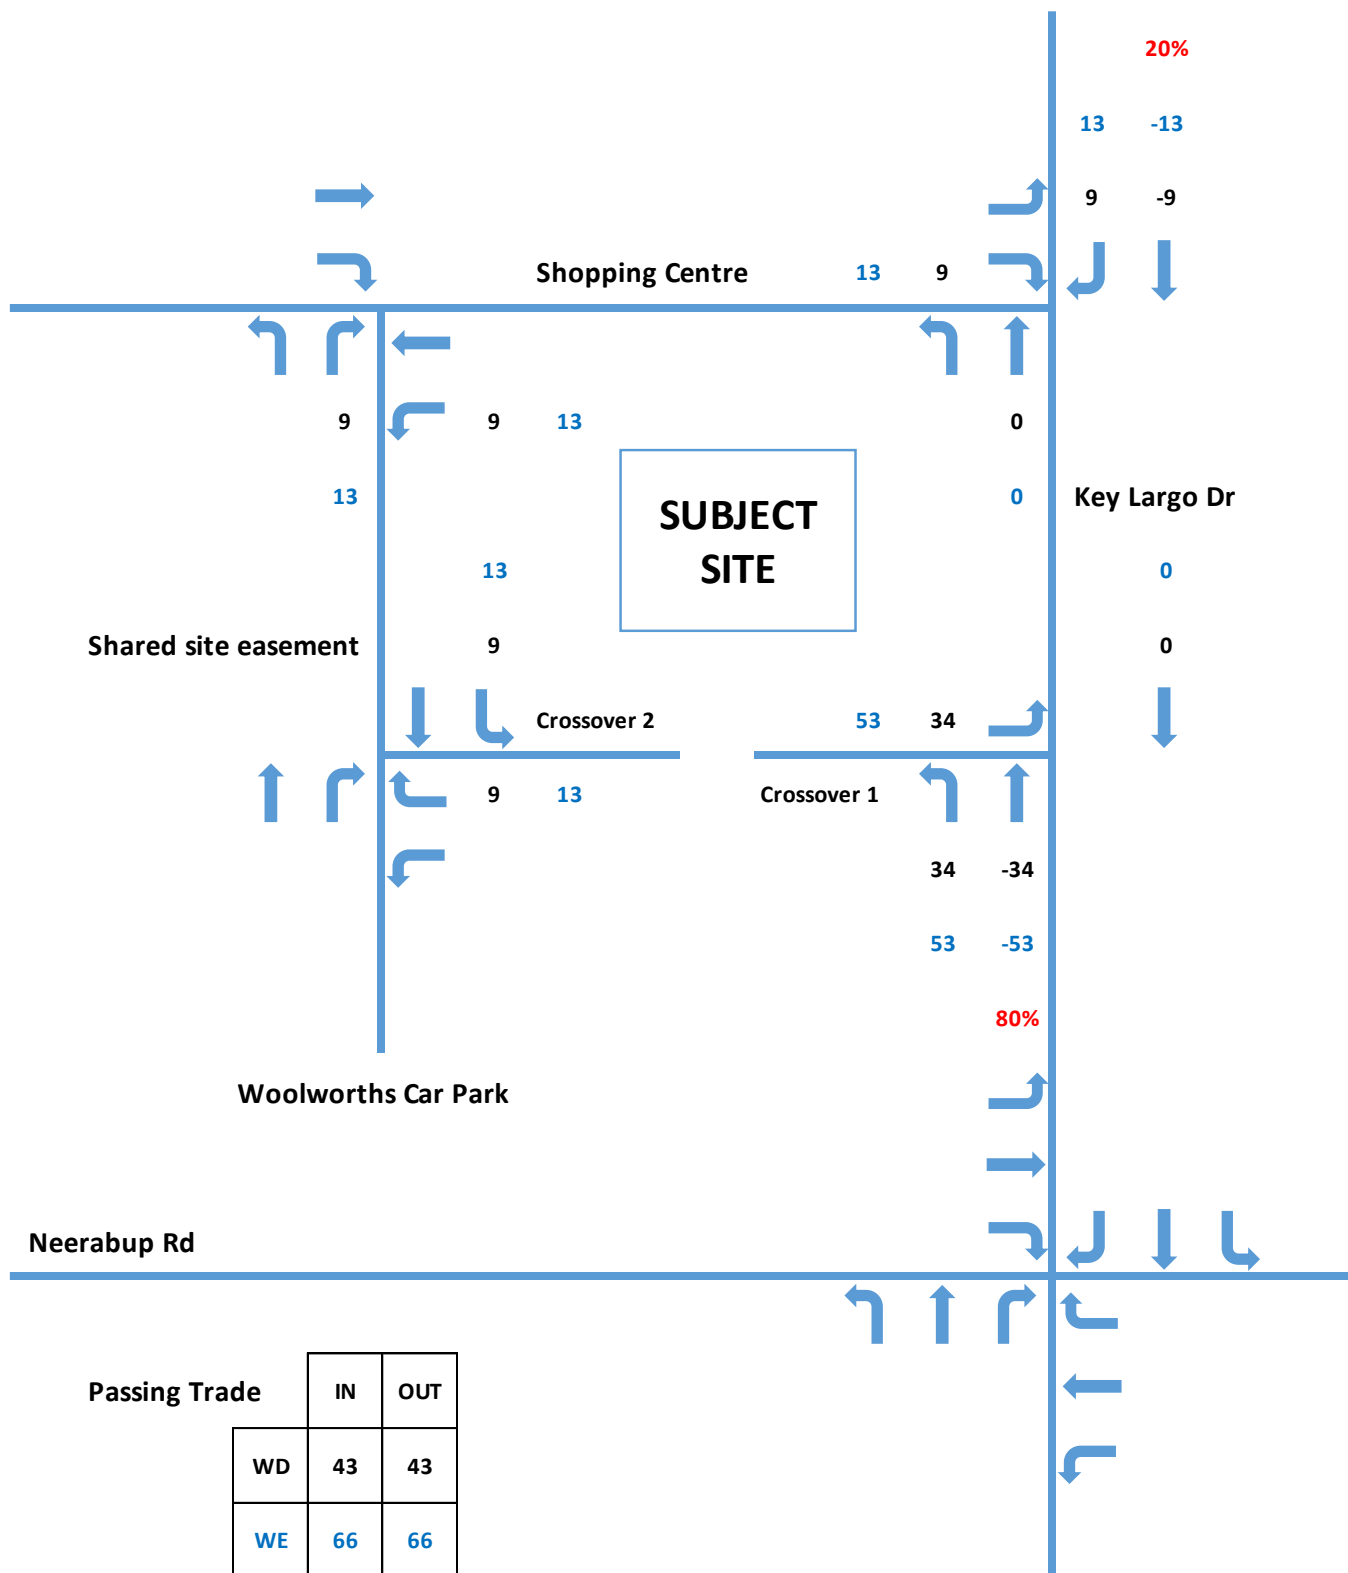 20%
13 -13
9 -9
Shopping Centre 13 9
9 9 13 0
13 0 Key Largo Dr
SUBJECT
SITE
13 0
Shared site easement 9 0
Crossover 2 53 34
9 13 Crossover 1
34 -34
53 -53
80%
Woolworths Car Park
Neerabup Rd
Passing Trade IN OUT
WD 43 43
WE 66 66